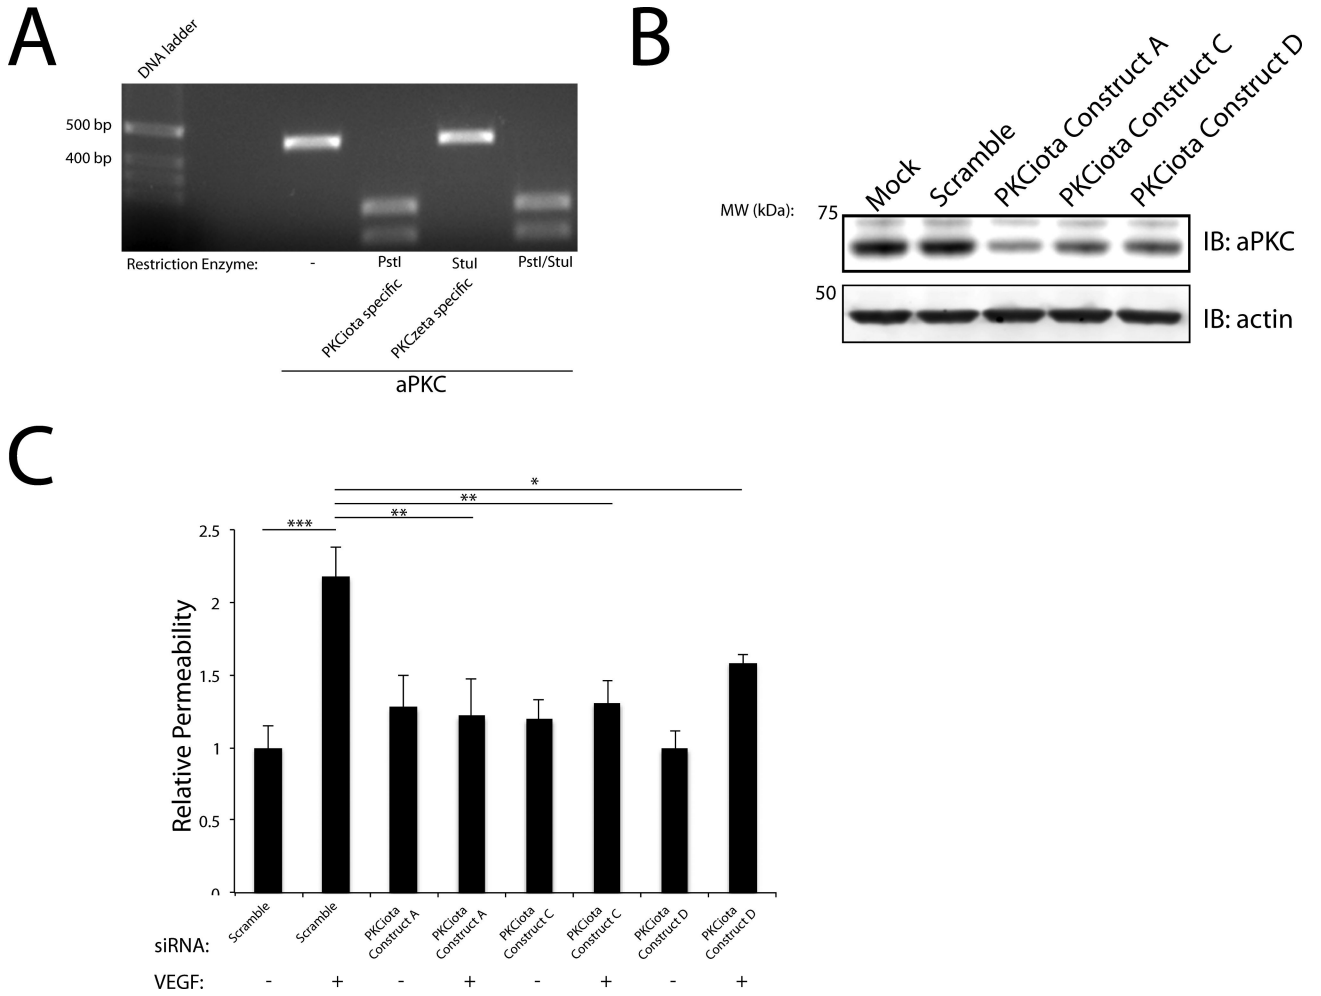 A
DNA ladder
500 bp
400 bp
Restriction Enzyme: - PstI StuI PstI/StuI
PKCiota specific
PKCzeta specific
aPKC
B
Mock
Scramble
PKCiota Construct A
PKCiota Construct C
PKCiota Construct D
MW (kDa): 75
IB: aPKC
50
IB: actin
C
*
**
**
***
2.5
2
1.5
1
0.5
0
Relative Permeability
siRNA:
Scramble
Scramble
PKCiota
Construct A
PKCiota
Construct A
PKCiota
Construct C
PKCiota
Construct C
PKCiota
Construct D
PKCiota
Construct D
VEGF: - + - + - + - +